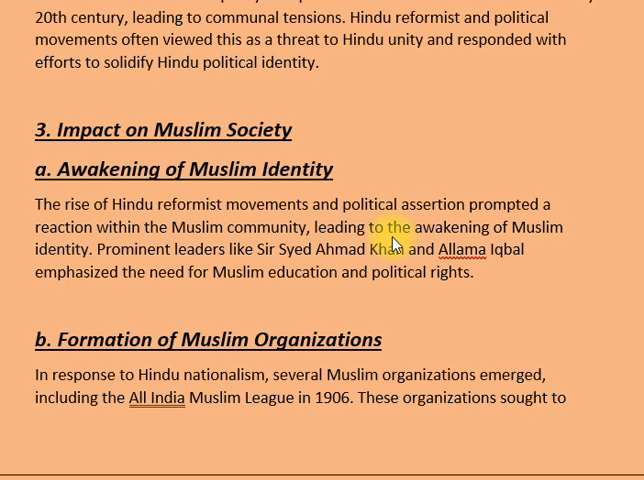 20th century, leading to communal tensions. Hindu reformist and political
movements often viewed this as a threat to Hindu unity and responded with
efforts to solidify Hindu political identity.
3. Impact on Muslim Society
a. Awakening of Muslim Identity
The rise of Hindu reformist movements and political assertion prompted a
reaction within the Muslim community, leading to the awakening of Muslim
identity. Prominent leaders like Sir Syed Ahmad Khan and Allama Iqbal
emphasized the need for Muslim education and political rights.
b. Formation of Muslim Organizations
In response to Hindu nationalism, several Muslim organizations emerged,
including the All India Muslim League in 1906. These organizations sought to